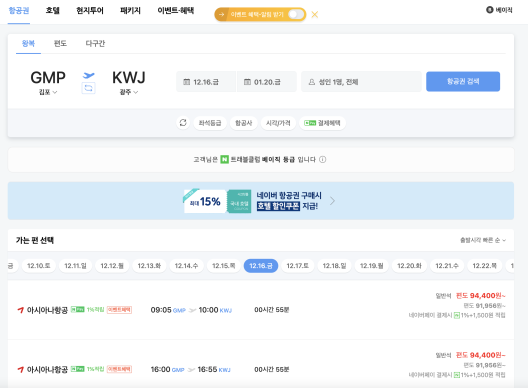 항공권 호텔 현지투어 패키지 이벤트·혜택
이벤트 혜택·알림 받기
베이직
왕복 편도 다구간
GMP KWJ
김포 광주
12.16.금 01.20.금 성인 1명, 전체 항공권 검색
좌석등급 항공사 시각/가격 N Pay 결제혜택
고객님은 N 트래블클럽 베이직 등급 입니다
최대 15%
네이버 항공권 구매시
호텔 할인쿠폰 지급!
가는 편 선택 출발시각 빠른 순
금 12.10.토 12.11.일 12.12.월 12.13.화 12.14.수 12.15.목 12.16.금 12.17.토 12.18.일 12.19.월 12.20.화 12.21.수 12.22.목 1
일반석 편도 94,400원~
아시아나항공 N Pay 1%적립 이벤트혜택 09:05 GMP 10:00 KWJ 00시간 55분
편도 91,956원~
네이버페이 결제시 N 1%+1,500원 적립
일반석 편도 94,400원~
아시아나항공 N Pay 1%적립 이벤트혜택 16:00 GMP 16:55 KWJ 00시간 55분
편도 91,956원~
네이버페이 결제시 N 1%+1,500원 적립